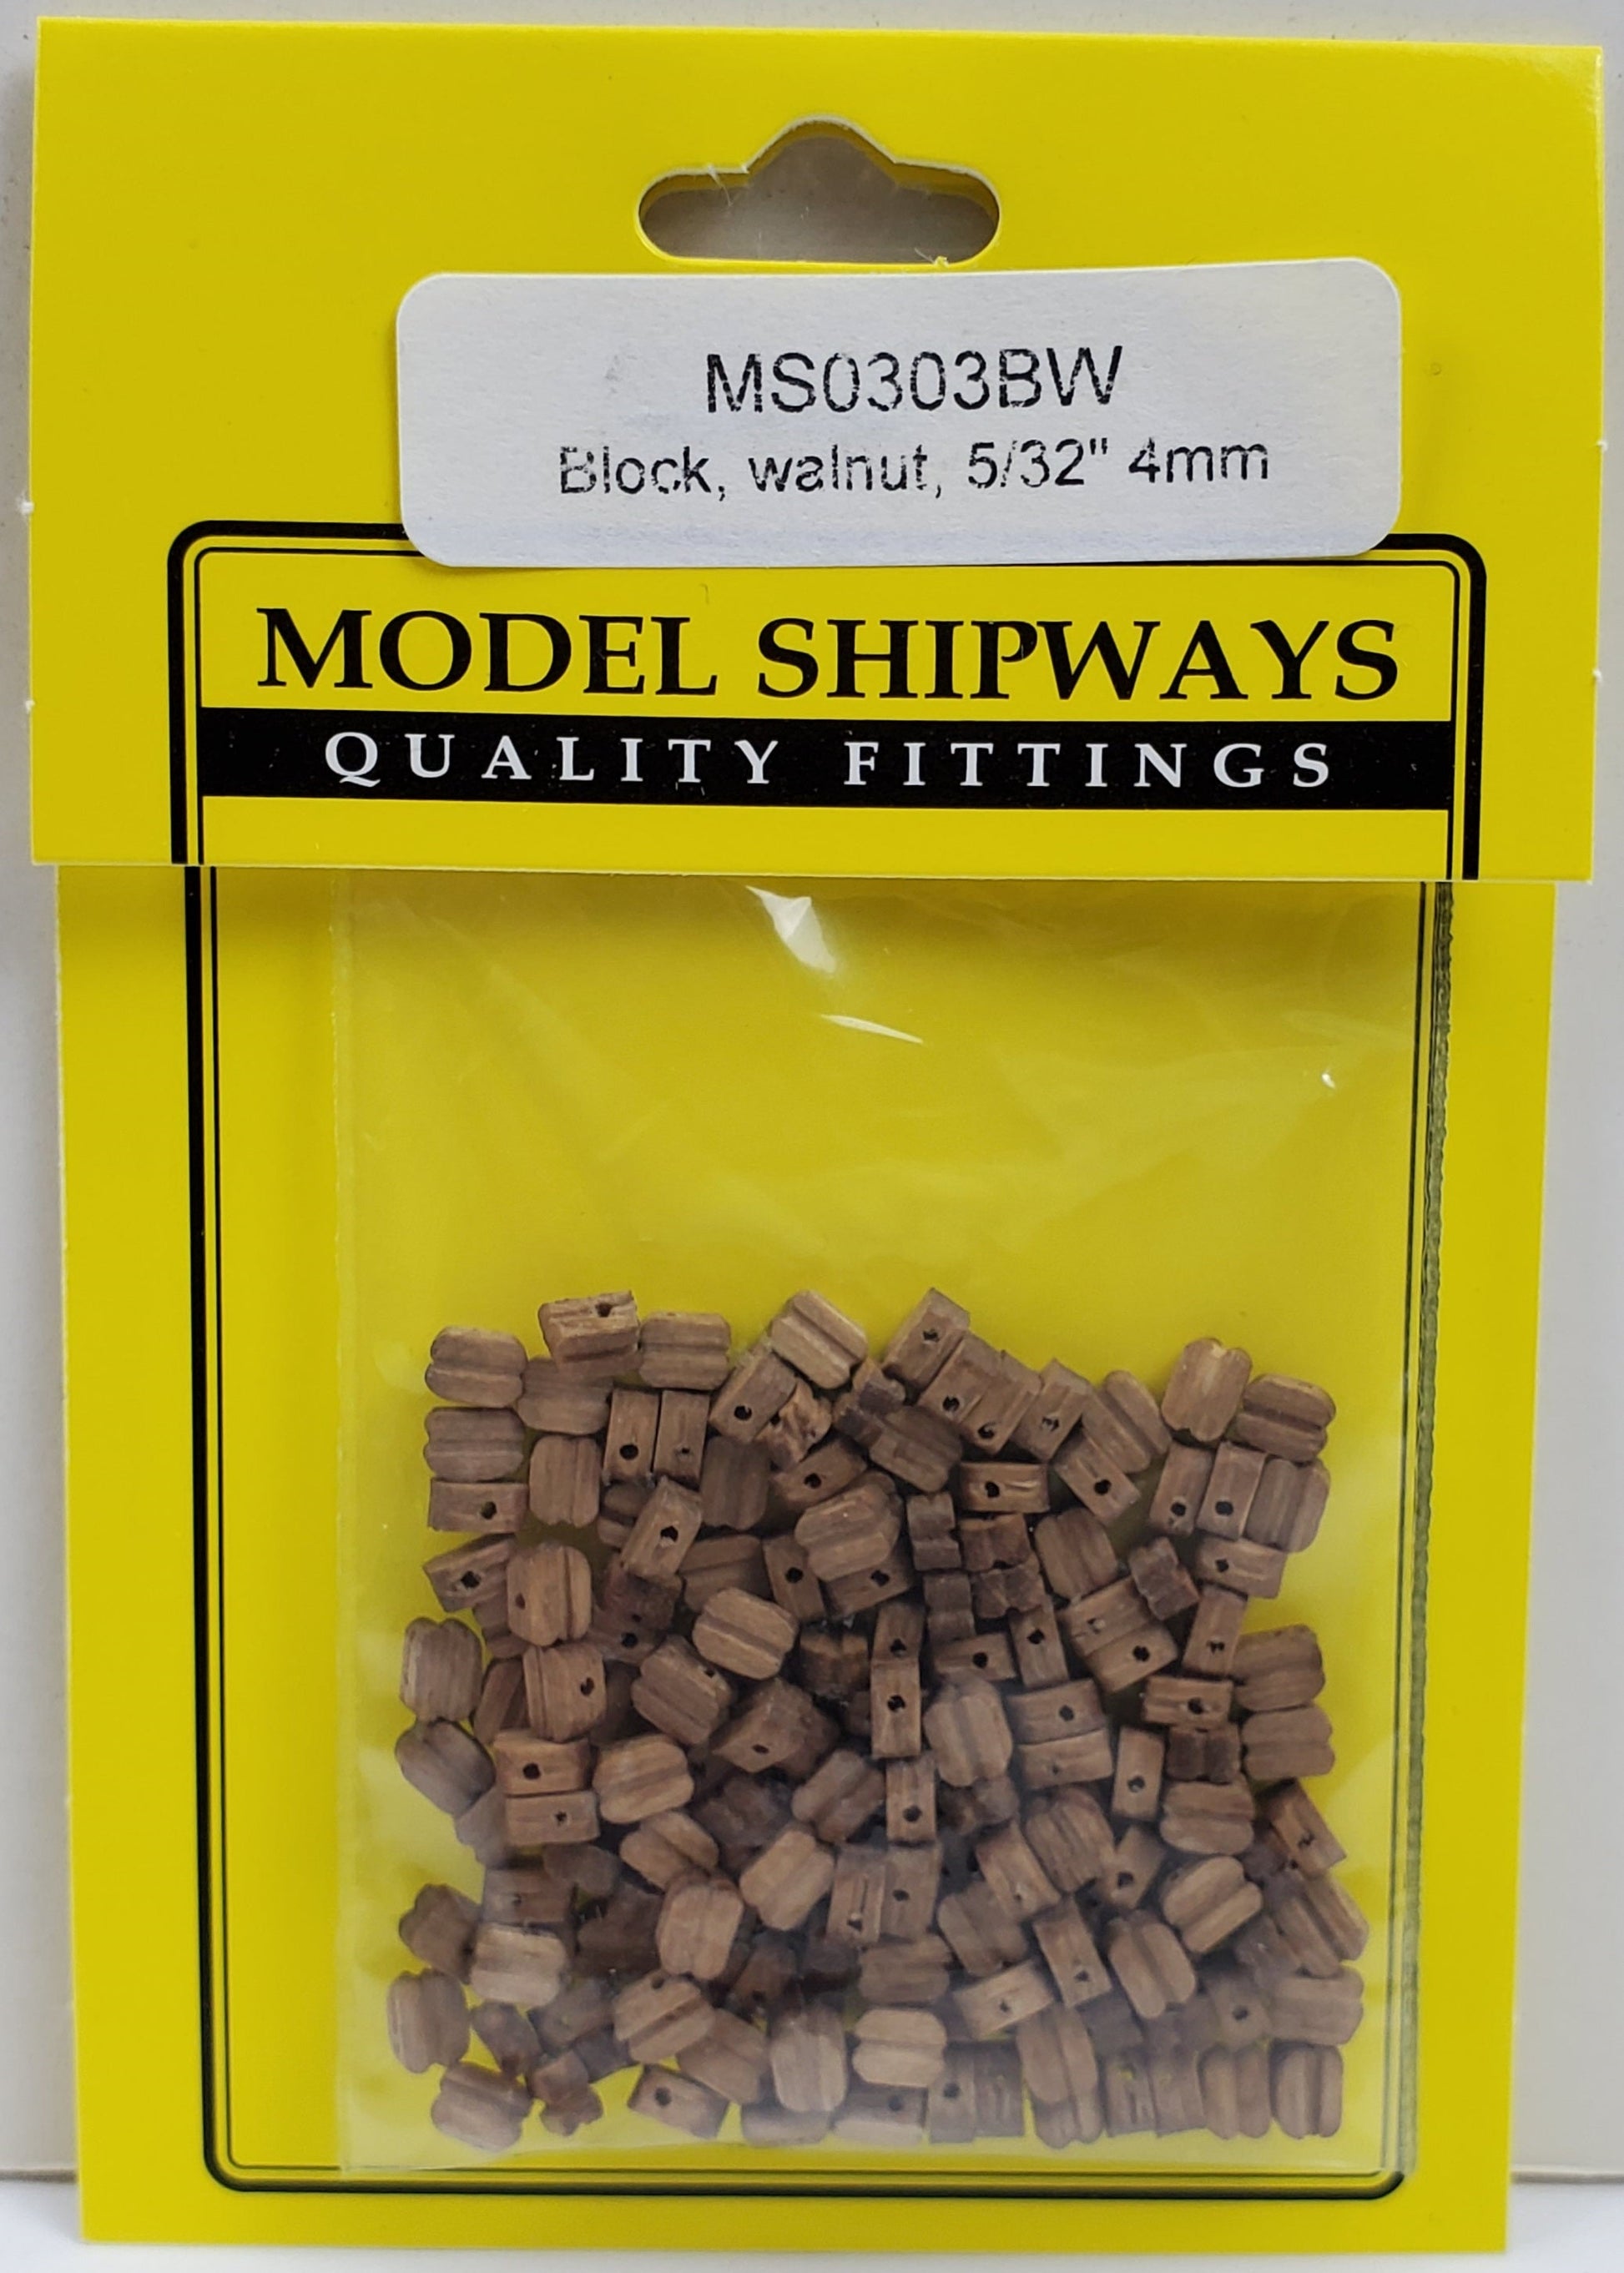 MS0303BW
Block, walnut, 5/32" 4mm
MODEL SHIPWAYS
QUALITY FITTINGS